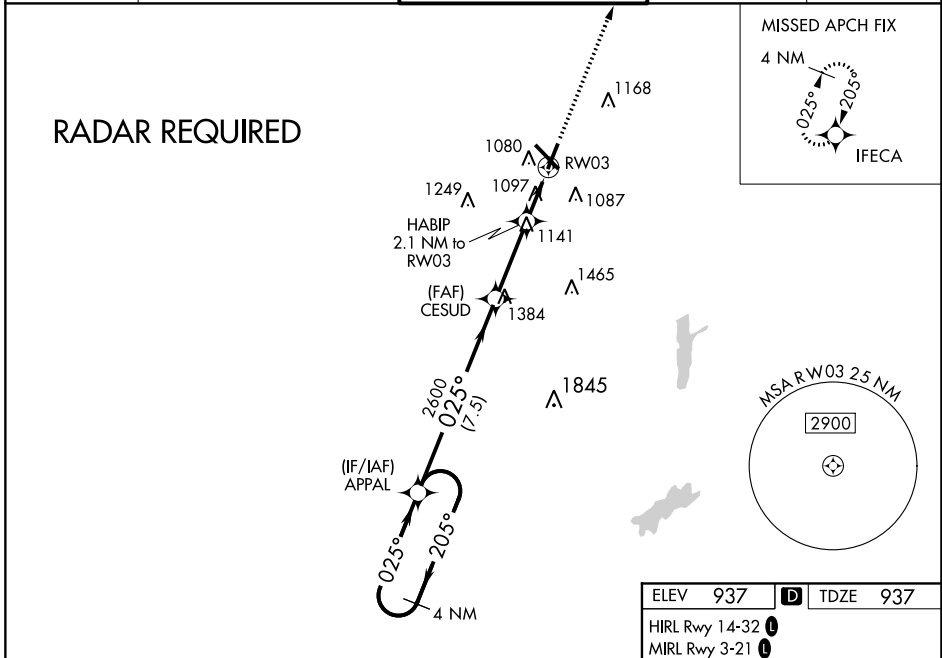 MISSED APCH FIX
4 NM
025°
205°
IFECA
RADAR REQUIRED
1168
1080
RW03
1249
1097
1087
HABIP
2.1 NM to
RW03
1141
1465
(FAF)
CESUD
1384
1845
2600
025°
(7.5)
MSA RW03 25 NM
2900
(IF/IAF)
APPAL
025°
205°
4 NM
ELEV 937 D TDZE 937
HIRL Rwy 14-32 L
MIRL Rwy 3-21 L